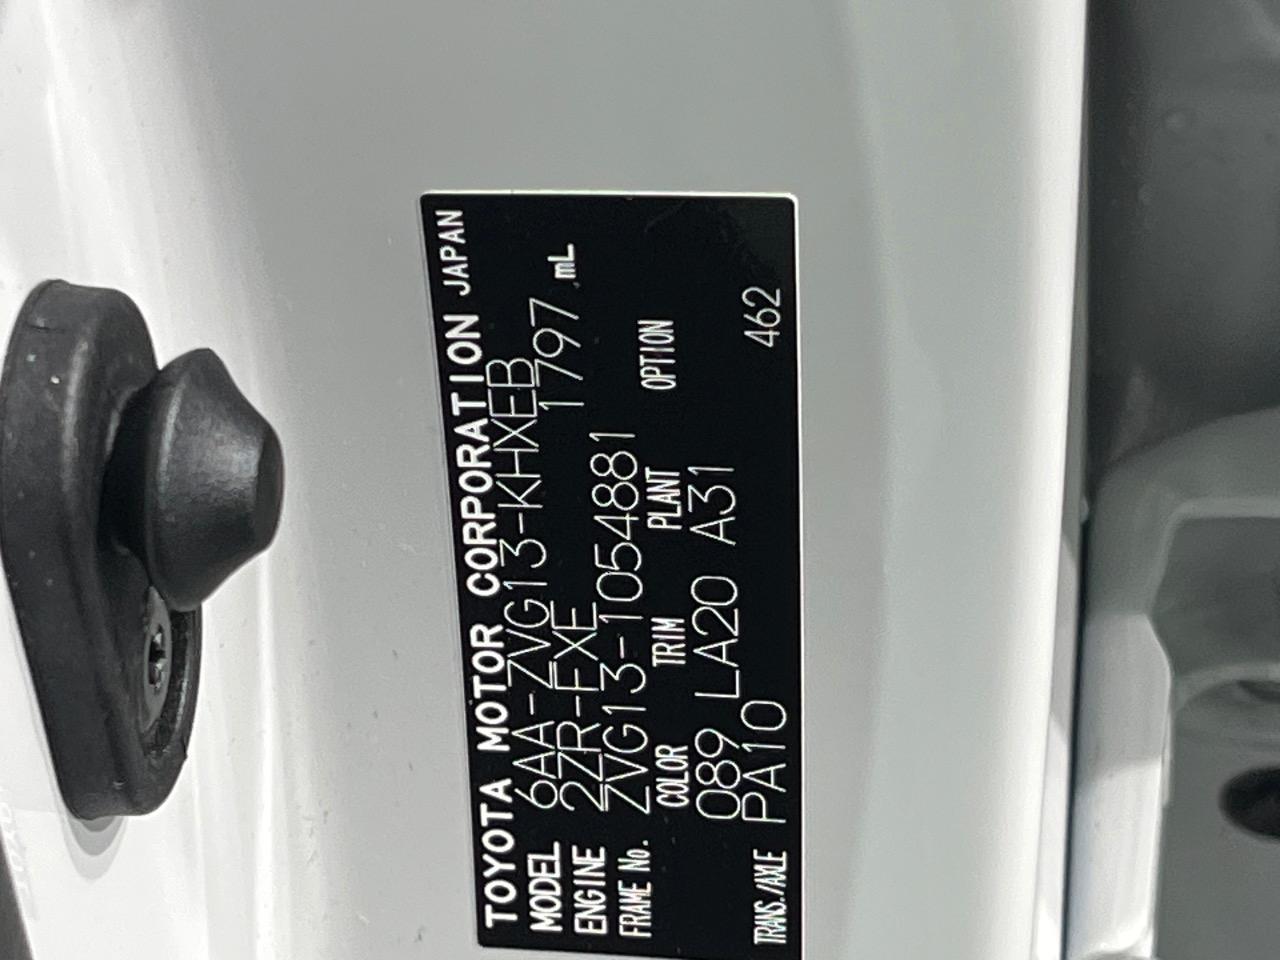 TOYOTA MOTOR CORPORATION JAPAN
MODEL 6AA-ZVG13-KHXEB
ENGINE 2ZR-FXE 1797 mL
FRAME No. ZVG13-1054881
COLOR TRIM PLANT OPTION
089 LA20 A31
TRANS./AXLE PA10 462